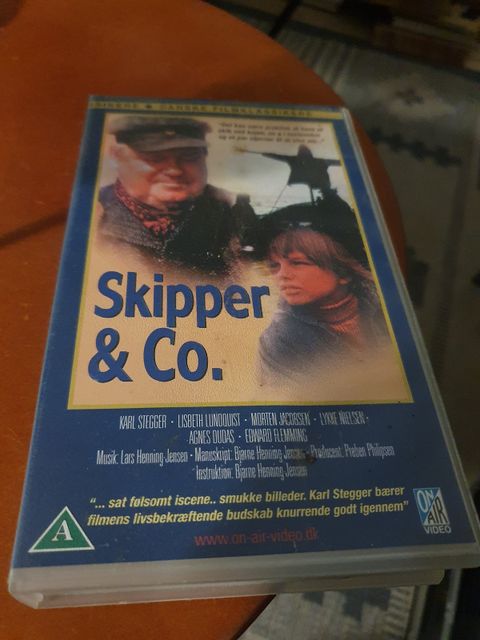 DANSKE FILMKLASSIKERE
Skipper
& Co.
KARL STEGGER · LISBETH LUNDQUIST · MORTEN JACOBSEN · LYKKE NIELSEN ·
AGNES DUDAS · EDWARD FLEMMING
Musik: Lars Henning Jensen · Manuskript: Bjarne Henning Jensen · Producent: Preben Philipsen
Instruktion: Bjarne Henning Jensen
"... sat følsomt iscene.. smukke billeder. Karl Stegger bærer
filmens livsbekræftende budskab knurrende godt igennem"
A
www.on-air-video.dk
ON
AIR
VIDEO